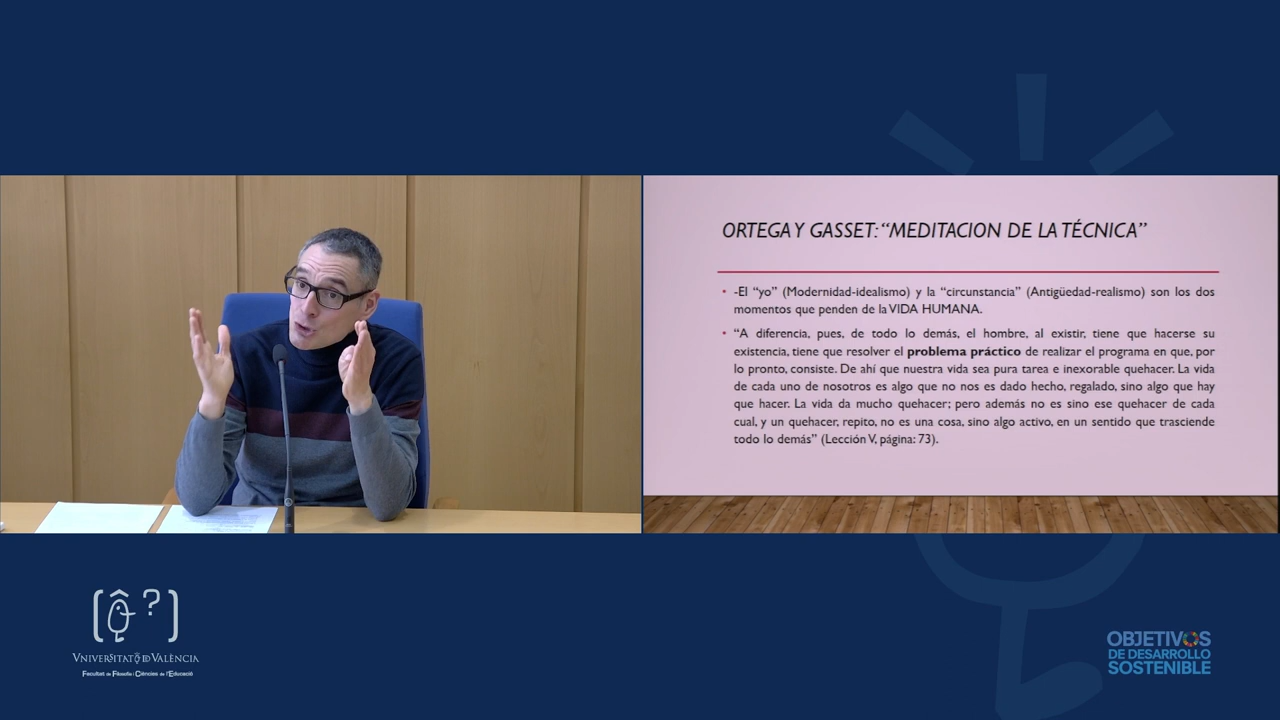 ORTEGA Y GASSET: “MEDITACION DE LA TÉCNICA”
• -El “yo” (Modernidad-idealismo) y la “circunstancia” (Antigüedad-realismo) son los dos
momentos que penden de la VIDA HUMANA.
• “A diferencia, pues, de todo lo demás, el hombre, al existir, tiene que hacerse su
existencia, tiene que resolver el problema práctico de realizar el programa en que, por
lo pronto, consiste. De ahí que nuestra vida sea pura tarea e inexorable quehacer. La vida
de cada uno de nosotros es algo que no nos es dado hecho, regalado, sino algo que hay
que hacer. La vida da mucho quehacer; pero además no es sino ese quehacer de cada
cual, y un quehacer, repito, no es una cosa, sino algo activo, en un sentido que trasciende
todo lo demás” (Lección V, página: 73).
[ô?]
VNIVERSITATÖDVALÈNCIA
Facultat de Filosofia i Ciències de l'Educació
OBJETIVOS
DE DESARROLLO
SOSTENIBLE